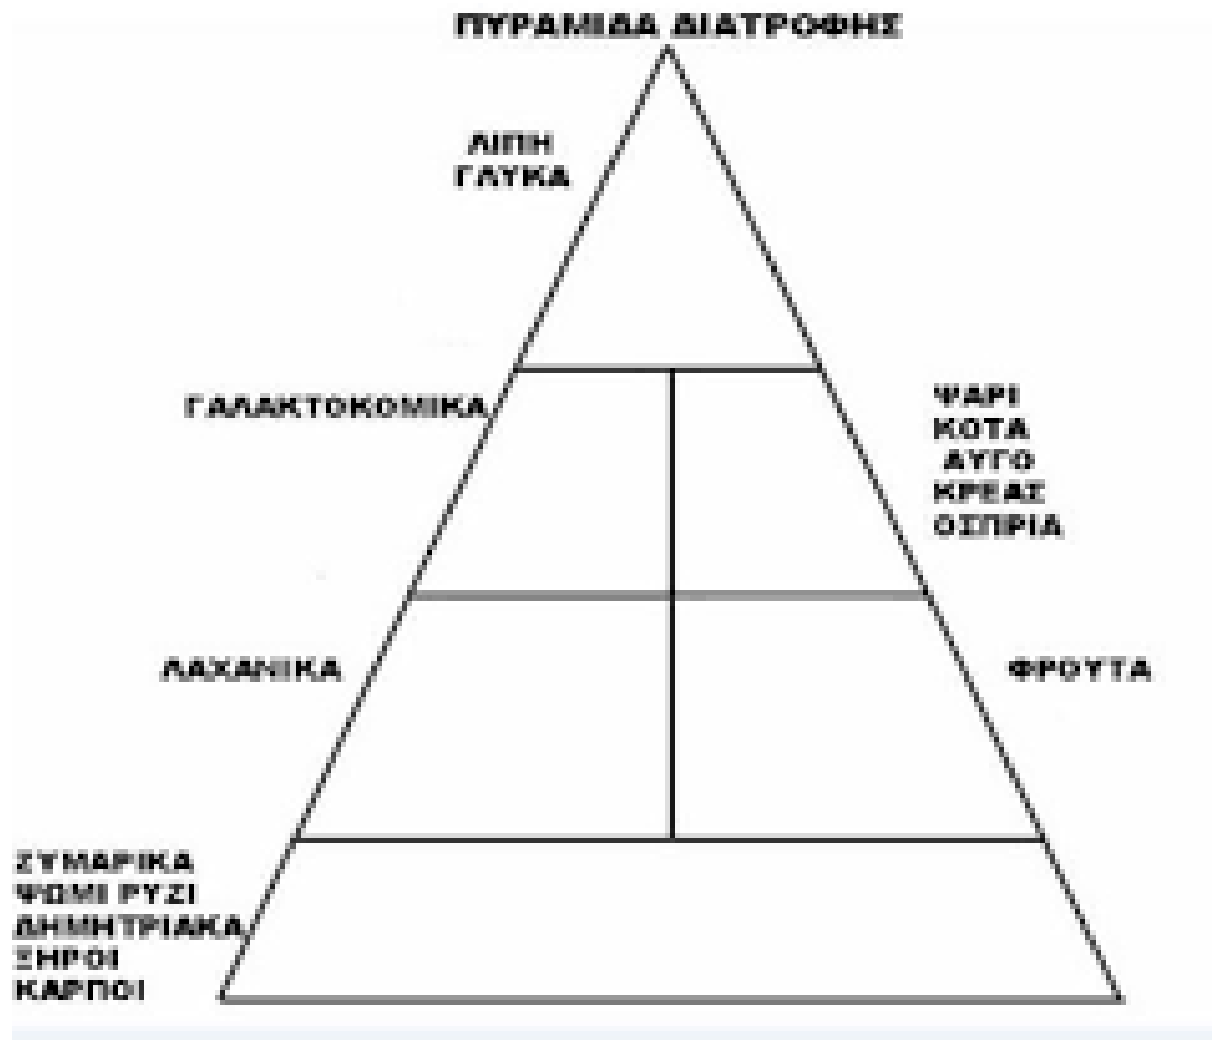 ΠΥΡΑΜΙΔΑ ΔΙΑΤΡΟΦΗΣ
ΛΙΠΗ
ΓΛΥΚΑ
ΓΑΛΑΚΤΟΚΟΜΙΚΑ
ΨΑΡΙ
ΚΟΤΑ
ΑΥΓΟ
ΚΡΕΑΣ
ΟΣΠΡΙΑ
ΛΑΧΑΝΙΚΑ
ΦΡΟΥΤΑ
ΖΥΜΑΡΙΚΑ
ΨΩΜΙ ΡΥΖΙ
ΔΗΜΗΤΡΙΑΚΑ
ΞΗΡΟΙ
ΚΑΡΠΟΙ